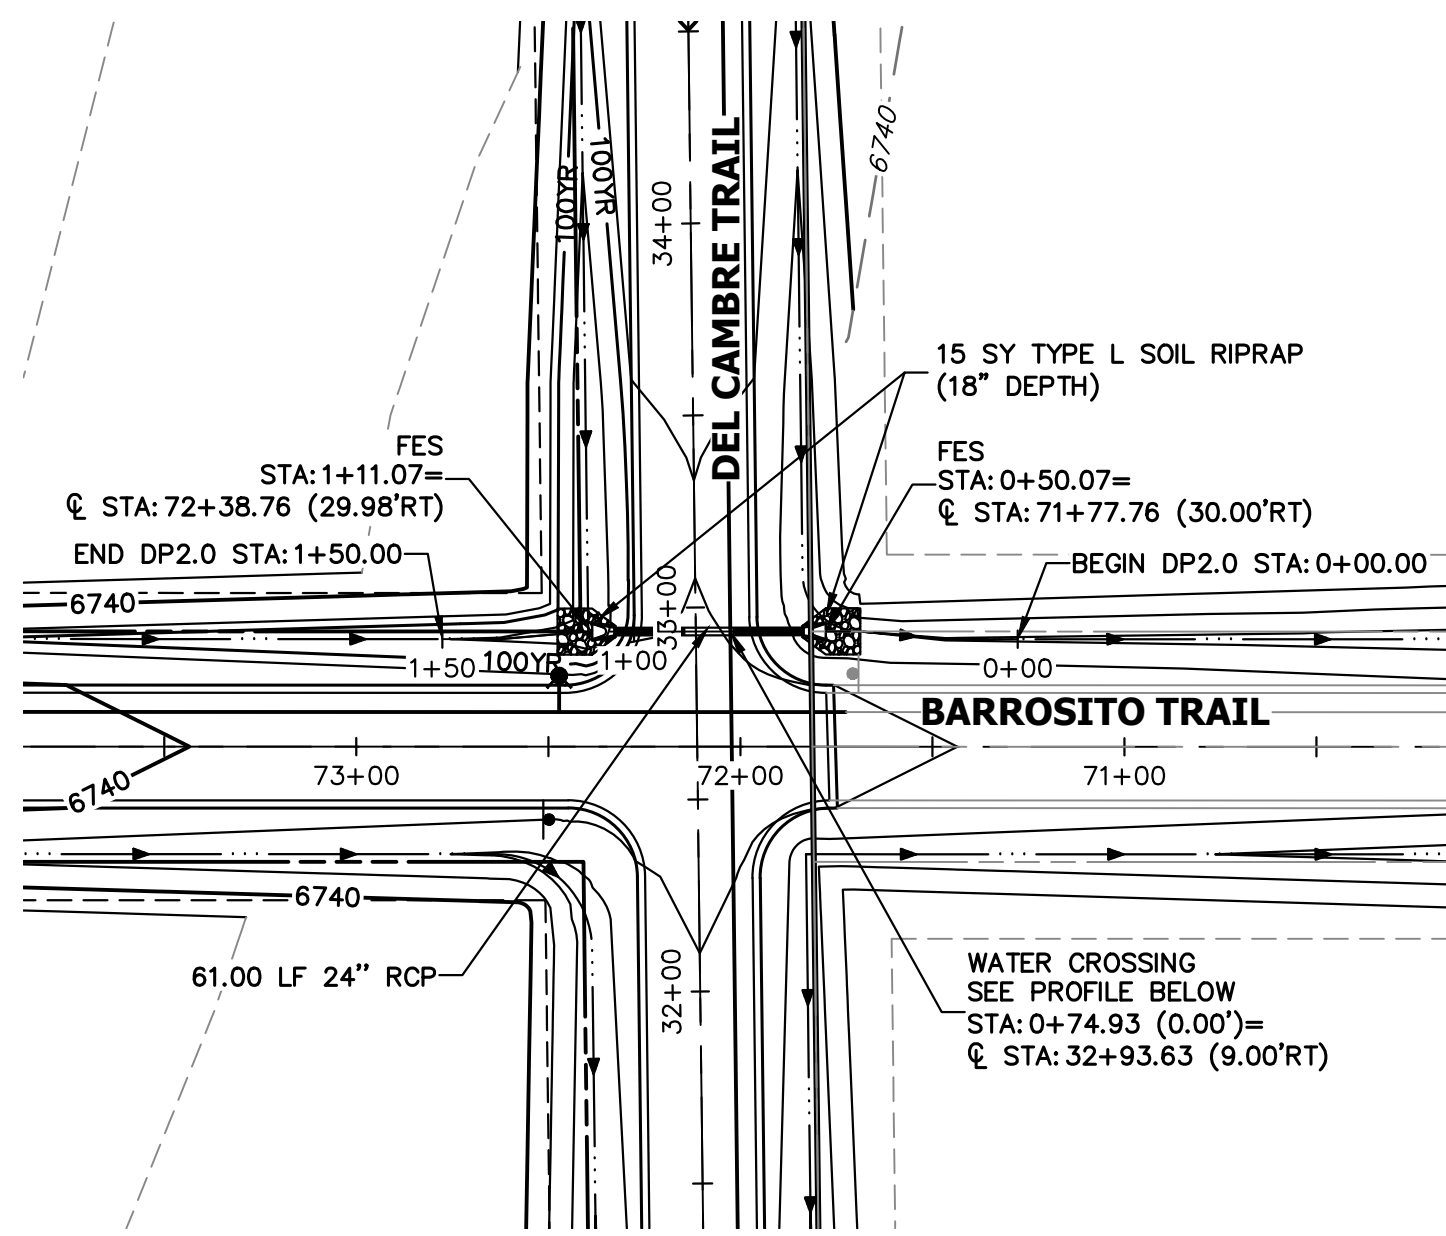 6740
100YR
100YR
34+00
DEL CAMBRE TRAIL
15 SY TYPE L SOIL RIPRAP
(18" DEPTH)
FES
STA: 1+11.07=
℄ STA: 72+38.76 (29.98'RT)
END DP2.0 STA: 1+50.00
FES
STA: 0+50.07=
℄ STA: 71+77.76 (30.00'RT)
BEGIN DP2.0 STA: 0+00.00
6740
33+00
1+50
100YR
1+00
0+00
BARROSITO TRAIL
73+00
72+00
71+00
6740
6740
61.00 LF 24" RCP
32+00
WATER CROSSING
SEE PROFILE BELOW
STA: 0+74.93 (0.00')=
℄ STA: 32+93.63 (9.00'RT)